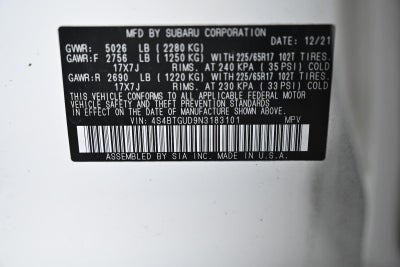 MFD BY SUBARU CORPORATION 12/21
GVWR: 5026 LB (2280 KG)
GAWR:F 2756 LB (1250 KG) WITH 225/65R17 102T TIRES.
17X7J RIMS. AT 240 KPA (35 PSI) COLD
GAWR:R 2690 LB (1220 KG) WITH 225/65R17 102T TIRES.
17X7J RIMS. AT 230 KPA (33 PSI) COLD
THIS VEHICLE CONFORMS TO ALL APPLICABLE FEDERAL MOTOR
VEHICLE SAFETY AND THEFT PREVENTION STANDARDS IN EFFECT
ON THE DATE OF MANUFACTURE SHOWN ABOVE.
VIN: 4S4BTGUD9N3183101 MPV
ASSEMBLED BY SIA INC. MADE IN U.S.A.